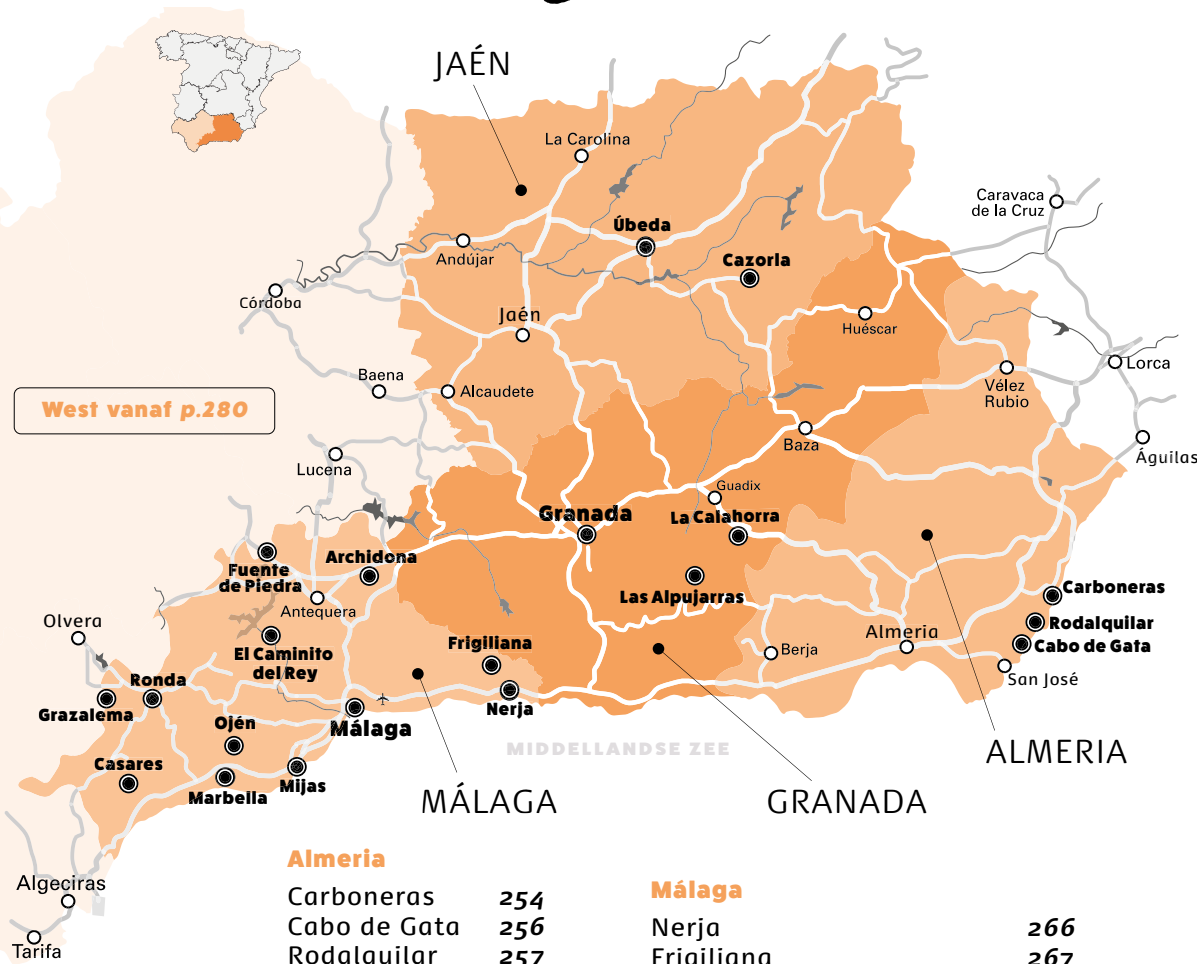 JAÉN
La Carolina
Caravaca
de la Cruz
Úbeda
Andújar
Cazorla
Córdoba
Jaén
Huéscar
Baena
Alcaudete
Vélez
Rubio
Lorca
West vanaf p.280
Lucena
Baza
Águilas
Guadix
Granada
La Calahorra
Fuente
de Piedra
Archidona
Antequera
Las Alpujarras
Carboneras
Rodalquilar
Cabo de Gata
San José
Olvera
El Caminito
del Rey
Frigiliana
Berja
Almeria
Ronda
Grazalema
Ojén
Málaga
Nerja
Casares
Marbella
Mijas
MIDDELLANDSE ZEE
ALMERIA
MÁLAGA
GRANADA
Algeciras
Tarifa
Almeria
Carboneras 254
Cabo de Gata 256
Rodalquilar 257
Málaga
Nerja 266
Frigiliana 267